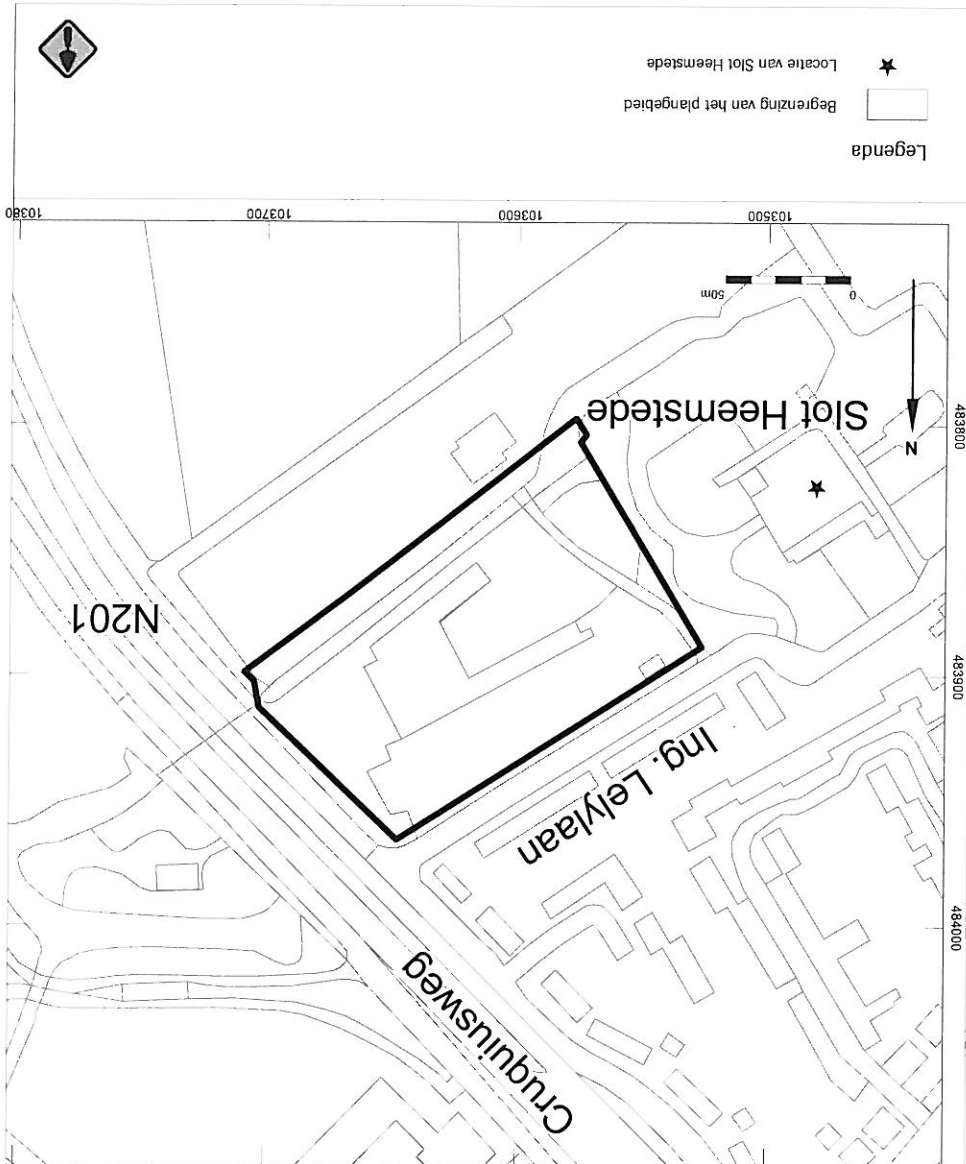 Cruquiusweg
484000
Ing. Lelylaan
483900
N201
N
Slot Heemstede
483800
0 50m
103500 103600 103700 10380
Legenda
Begrenzing van het plangebied
Locatie van Slot Heemstede